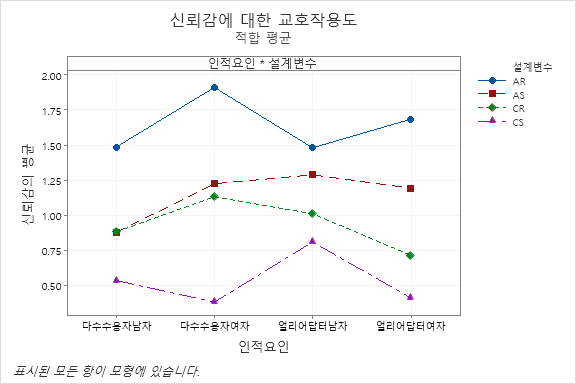 신뢰감에 대한 교호작용도
적합 평균
인적요인 * 설계변수
설계변수
AR
AS
CR
CS
2.00
1.75
1.50
1.25
1.00
0.75
0.50
신뢰감의 평균
다수수용자남자 다수수용자여자 얼리어답터남자 얼리어답터여자
인적요인
표시된 모든 항이 모형에 있습니다.